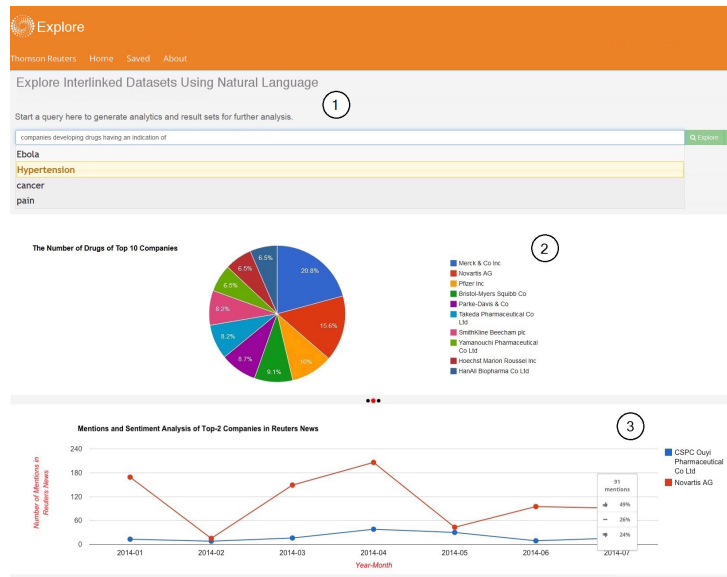 Explore
Thomson Reuters Home Saved About
Explore Interlinked Datasets Using Natural Language
1
Start a query here to generate analytics and result sets for further analysis.
companies developing drugs having an indication of
Explore
Ebola
Hypertension
cancer
pain
2
The Number of Drugs of Top 10 Companies
20.8%
15.6%
10%
9.1%
8.7%
8.2%
8.2%
6.5%
6.5%
6.5%
Merck & Co Inc
Novartis AG
Pfizer Inc
Bristol-Myers Squibb Co
Parke-Davis & Co
Takeda Pharmaceutical Co
Ltd
SmithKline Beecham plc
Yamanouchi Pharmaceutical
Co Ltd
Hoechst Marion Roussel Inc
HanAll Biopharma Co Ltd
3
Mentions and Sentiment Analysis of Top-2 Companies in Reuters News
Number of Mentions in
Reuters News
240
180
120
60
0
2014-01 2014-02 2014-03 2014-04 2014-05 2014-06 2014-07
Year-Month
91
mentions
49%
26%
24%
CSPC Ouyi
Pharmaceutical
Co Ltd
Novartis AG